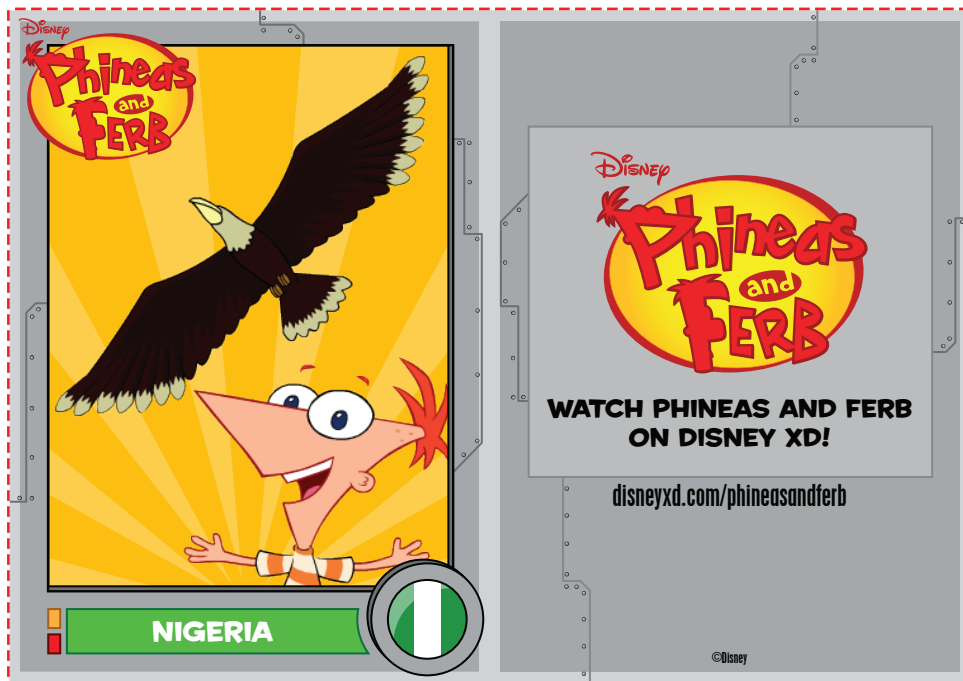 Disney
Phineas
and
Ferb
NIGERIA
Disney
Phineas
and
Ferb
WATCH PHINEAS AND FERB
ON DISNEY XD!
disneyxd.com/phineasandferb
©Disney